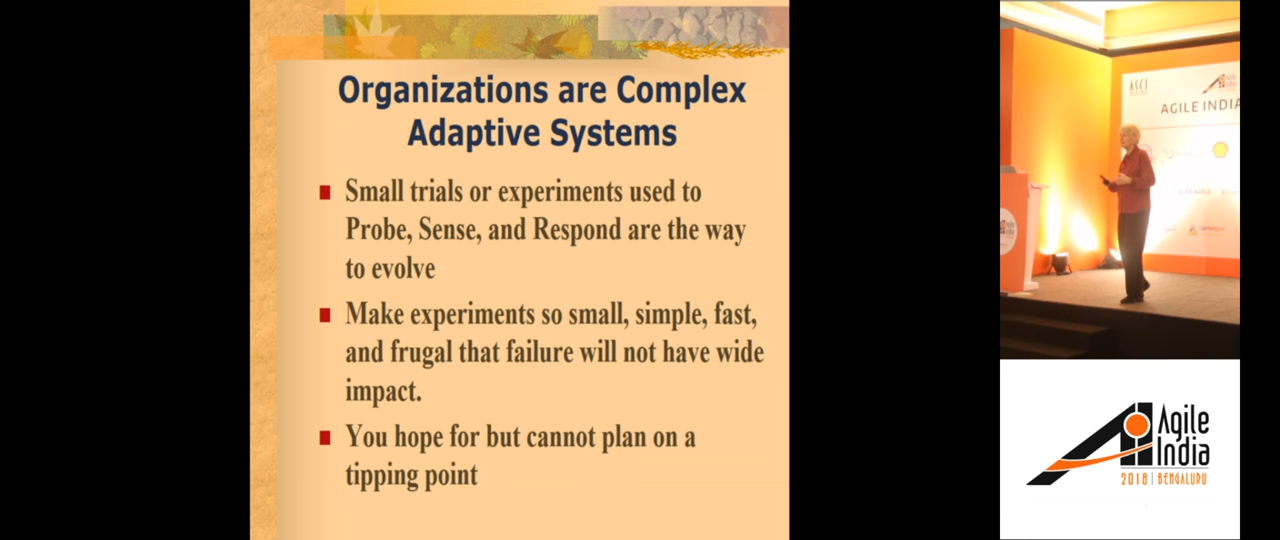 Organizations are Complex
Adaptive Systems
Small trials or experiments used to
Probe, Sense, and Respond are the way
to evolve
Make experiments so small, simple, fast,
and frugal that failure will not have wide
impact.
You hope for but cannot plan on a
tipping point
ASCI
AGILE INDIA
Agile
India
2018 | BENGALURU